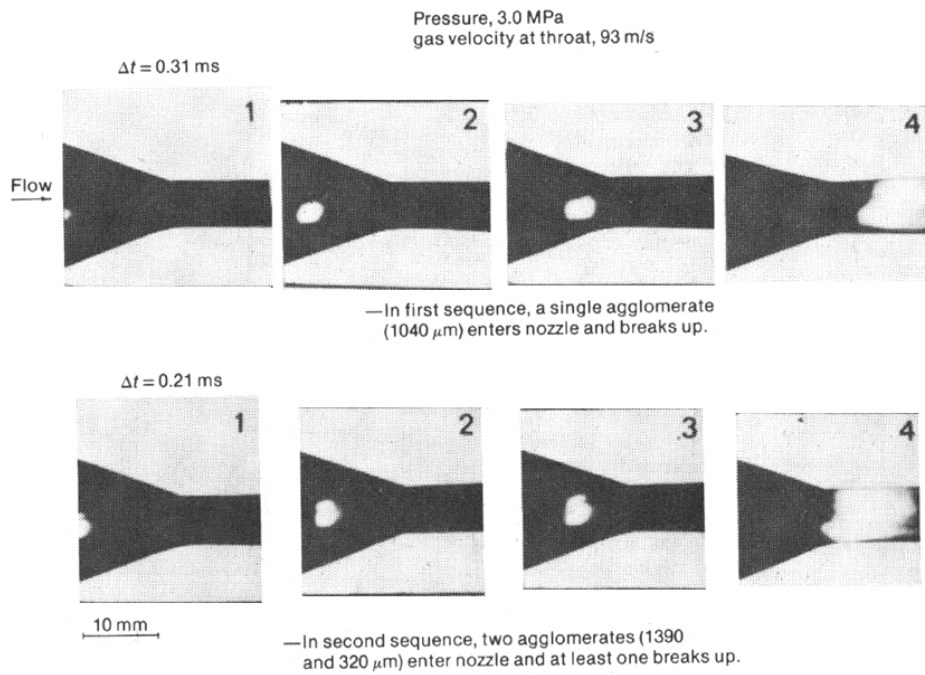 Pressure, 3.0 MPa
gas velocity at throat, 93 m/s
Δt = 0.31 ms
1
2
3
4
Flow
—In first sequence, a single agglomerate
(1040 μm) enters nozzle and breaks up.
Δt = 0.21 ms
1
2
3
4
10 mm
—In second sequence, two agglomerates (1390
and 320 μm) enter nozzle and at least one breaks up.